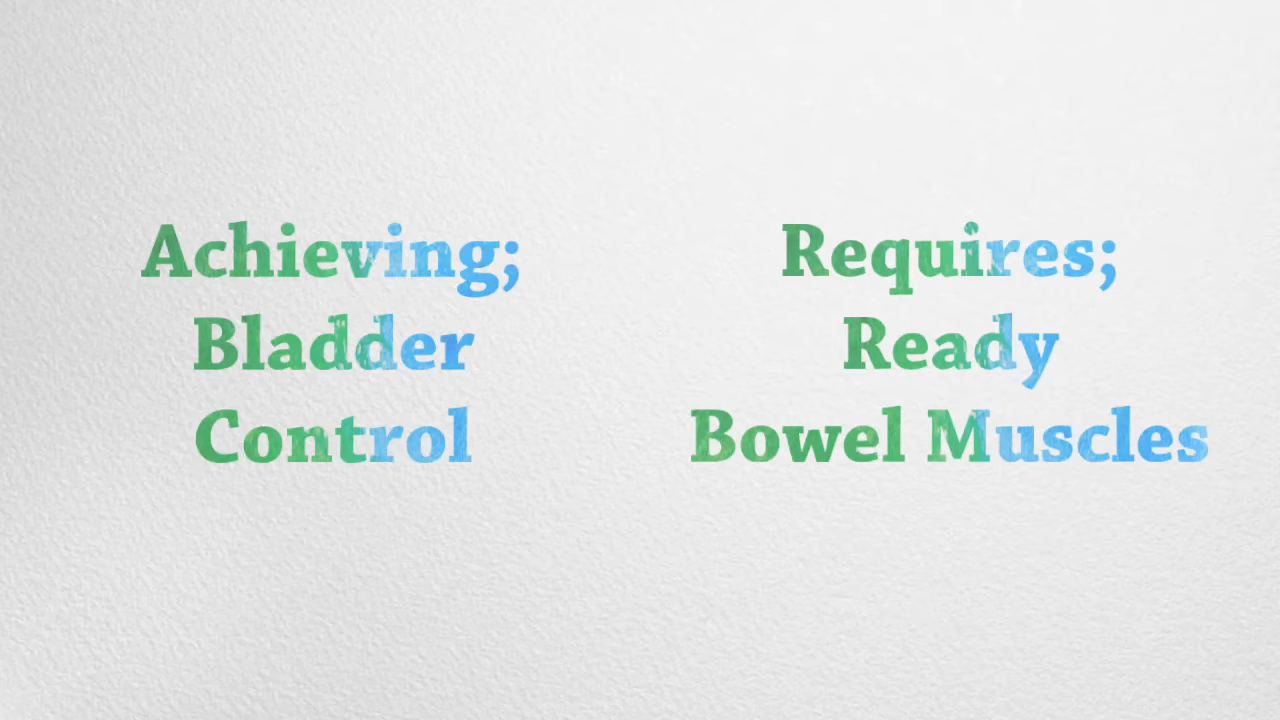 Achieving;
Bladder
Control
Requires;
Ready
Bowel Muscles